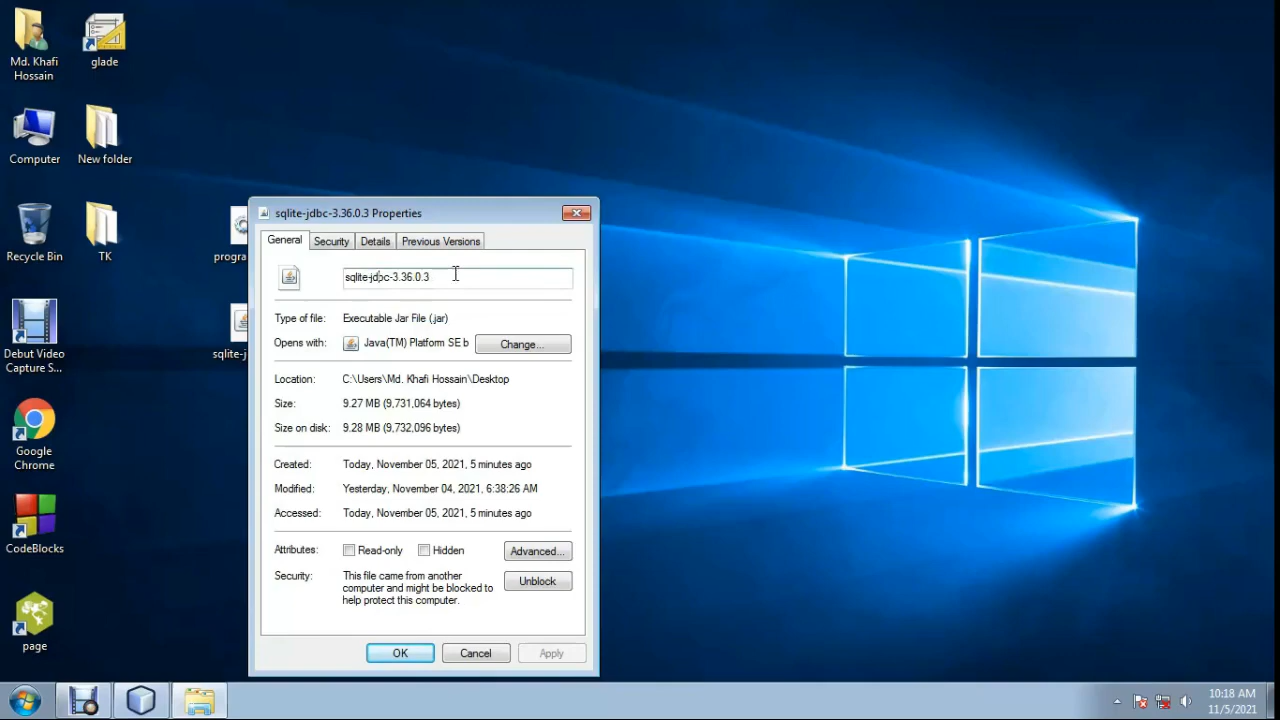 Md. Khafi
Hossain
glade
Computer
New folder
Recycle Bin
TK
progra
Debut Video
Capture S...
sqlite-j
Google
Chrome
CodeBlocks
page
sqlite-jdbc-3.36.0.3 Properties
General
Security
Details
Previous Versions
sqlite-jdbc-3.36.0.3
Type of file: Executable Jar File (.jar)
Opens with: Java(TM) Platform SE b
Change...
Location: C:\Users\Md. Khafi Hossain\Desktop
Size: 9.27 MB (9,731,064 bytes)
Size on disk: 9.28 MB (9,732,096 bytes)
Created: Today, November 05, 2021, 5 minutes ago
Modified: Yesterday, November 04, 2021, 6:38:26 AM
Accessed: Today, November 05, 2021, 5 minutes ago
Attributes: Read-only Hidden Advanced...
Security: This file came from another
computer and might be blocked to
help protect this computer.
Unblock
OK
Cancel
Apply
10:18 AM
11/5/2021